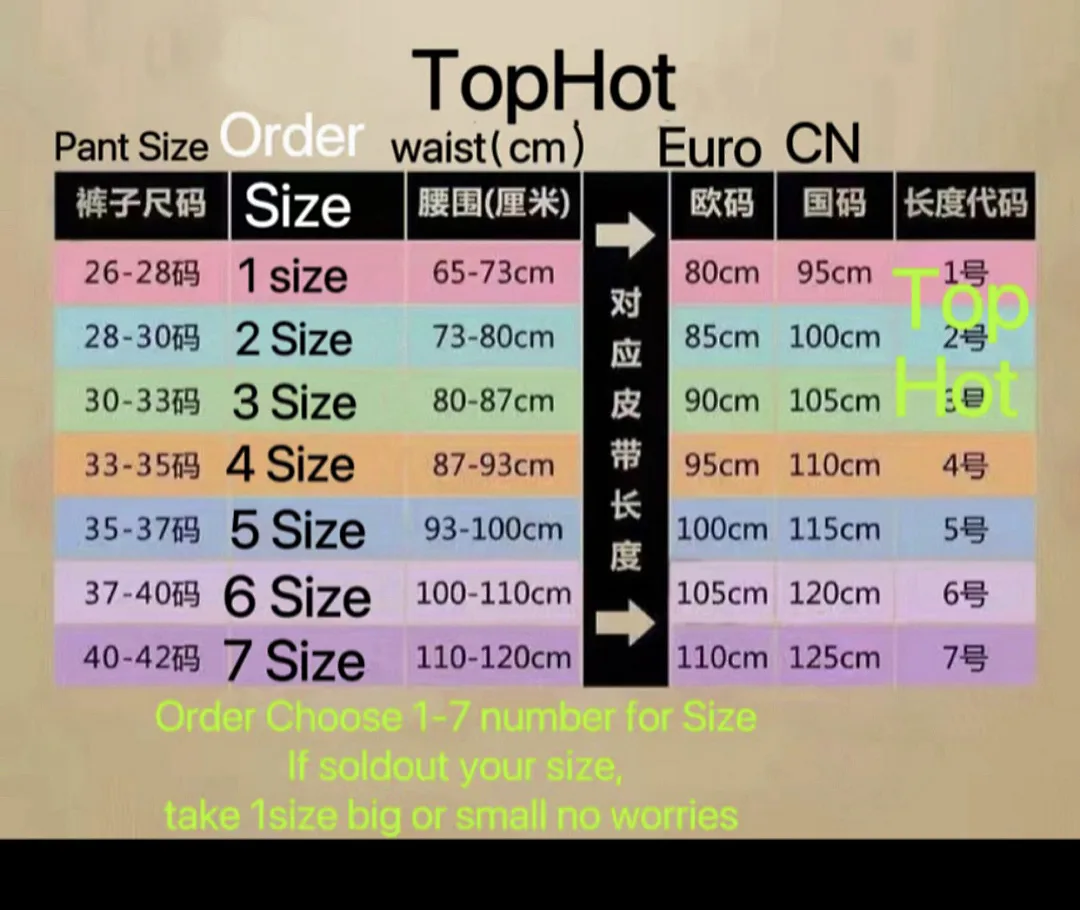 TopHot
Pant Size Order waist(cm) Euro CN
裤子尺码 Size 腰围(厘米) 欧码 国码 长度代码
26-28码 1 size 65-73cm 80cm 95cm 1号
Top
28-30码 2 Size 73-80cm 85cm 100cm 2号
Hot
30-33码 3 Size 80-87cm 90cm 105cm 3号
33-35码 4 Size 87-93cm 95cm 110cm 4号
35-37码 5 Size 93-100cm 100cm 115cm 5号
37-40码 6 Size 100-110cm 105cm 120cm 6号
40-42码 7 Size 110-120cm 110cm 125cm 7号
对应皮带长度
Order Choose 1-7 number for Size
If soldout your size,
take 1size big or small no worries